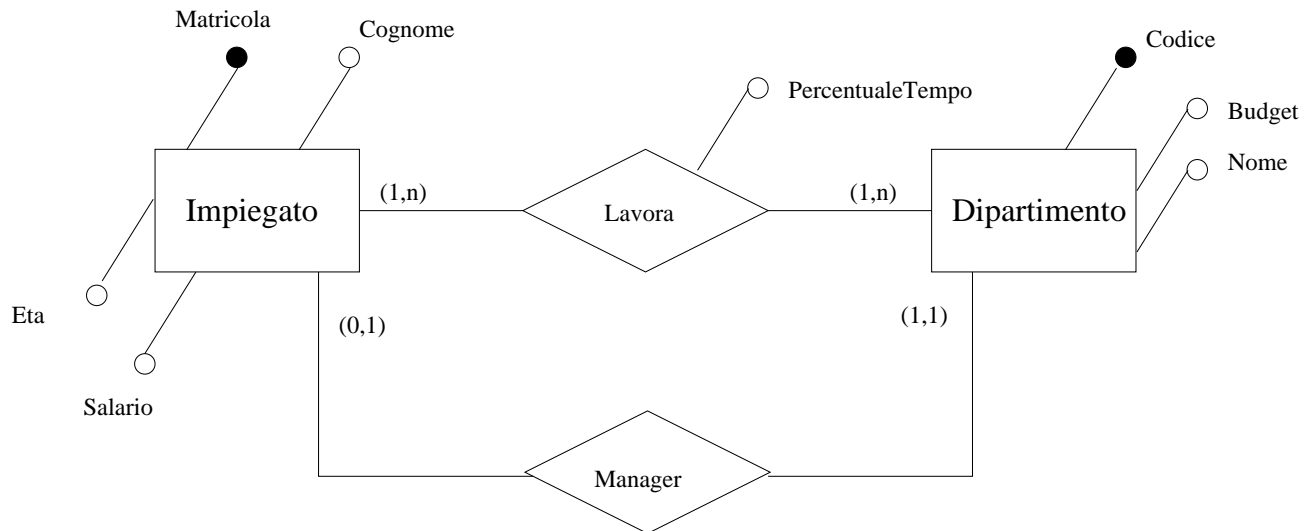 Matricola
Cognome
Codice
PercentualeTempo
Budget
Nome
Impiegato
(1,n)
Lavora
(1,n)
Dipartimento
Eta
(0,1)
(1,1)
Salario
Manager